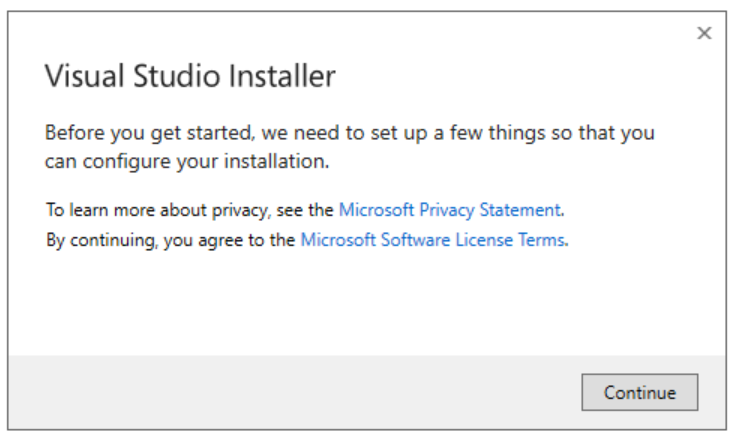 Visual Studio Installer
Before you get started, we need to set up a few things so that you
can configure your installation.
To learn more about privacy, see the Microsoft Privacy Statement.
By continuing, you agree to the Microsoft Software License Terms.
Continue